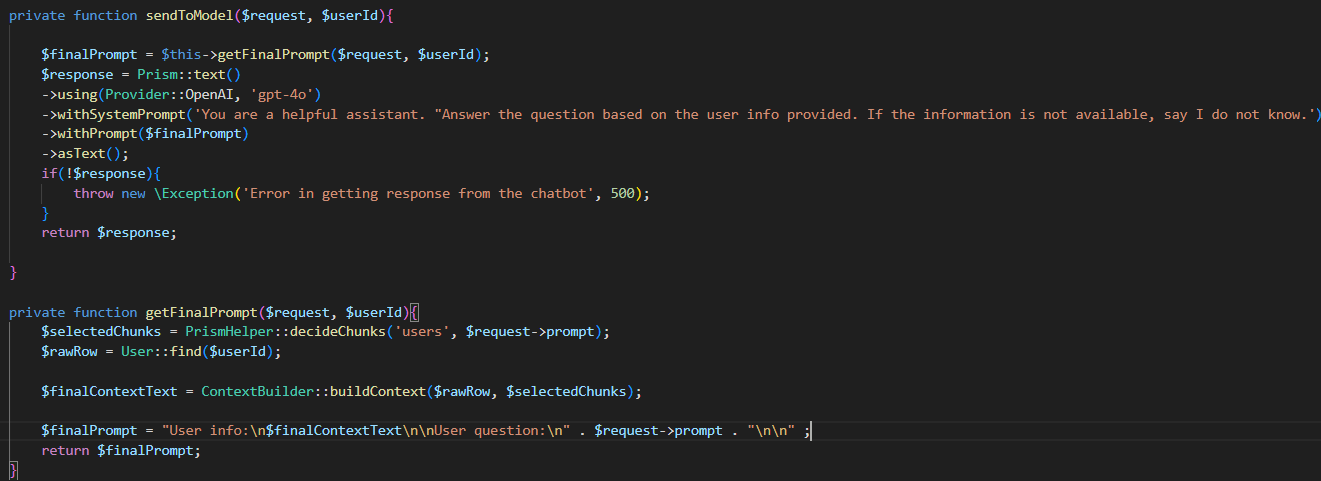 private function sendToModel($request, $userId){
$finalPrompt = $this->getFinalPrompt($request, $userId);
$response = Prism::text()
->using(Provider::OpenAI, 'gpt-4o')
->withSystemPrompt('You are a helpful assistant. "Answer the question based on the user info provided. If the information is not available, say I do not know.')
->withPrompt($finalPrompt)
->asText();
if(!$response){
throw new \Exception('Error in getting response from the chatbot', 500);
}
return $response;
}
private function getFinalPrompt($request, $userId){
$selectedChunks = PrismHelper::decideChunks('users', $request->prompt);
$rawRow = User::find($userId);
$finalContextText = ContextBuilder::buildContext($rawRow, $selectedChunks);
$finalPrompt = "User info:\n$finalContextText\n\nUser question:\n" . $request->prompt . "\n\n" ;
return $finalPrompt;
}